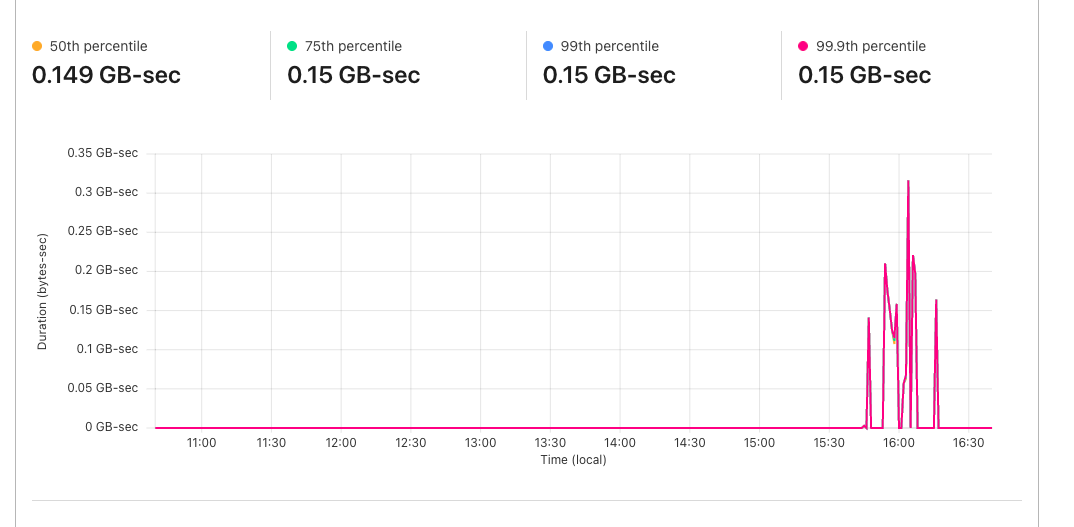 50th percentile
0.149 GB-sec
75th percentile
0.15 GB-sec
99th percentile
0.15 GB-sec
99.9th percentile
0.15 GB-sec
0.35 GB-sec
0.3 GB-sec
0.25 GB-sec
0.2 GB-sec
0.15 GB-sec
0.1 GB-sec
0.05 GB-sec
0 GB-sec
Duration (bytes-sec)
11:00 11:30 12:00 12:30 13:00 13:30 14:00 14:30 15:00 15:30 16:00 16:30
Time (local)